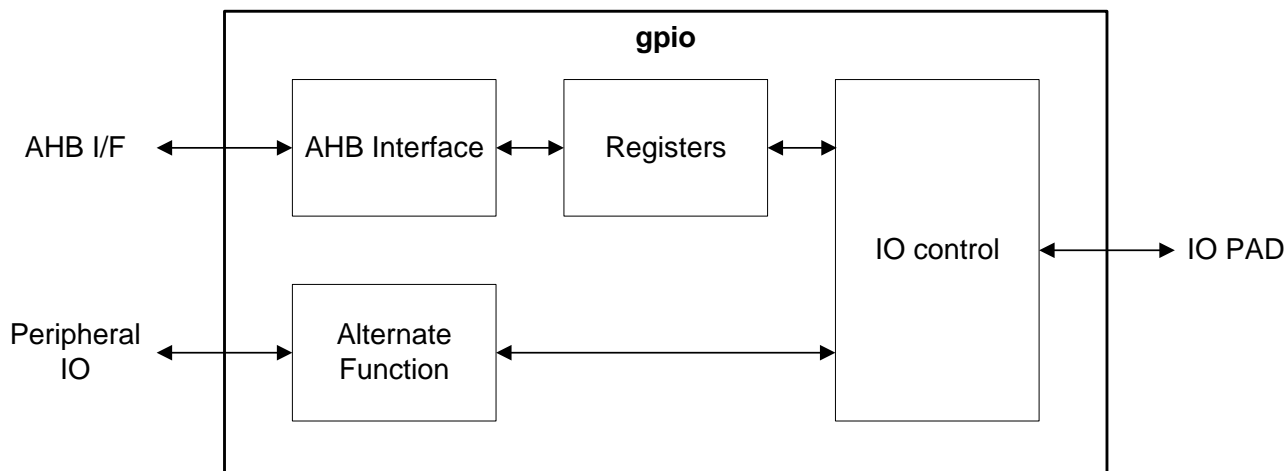 gpio
AHB I/F
AHB Interface
Registers
IO control
IO PAD
Peripheral
IO
Alternate
Function